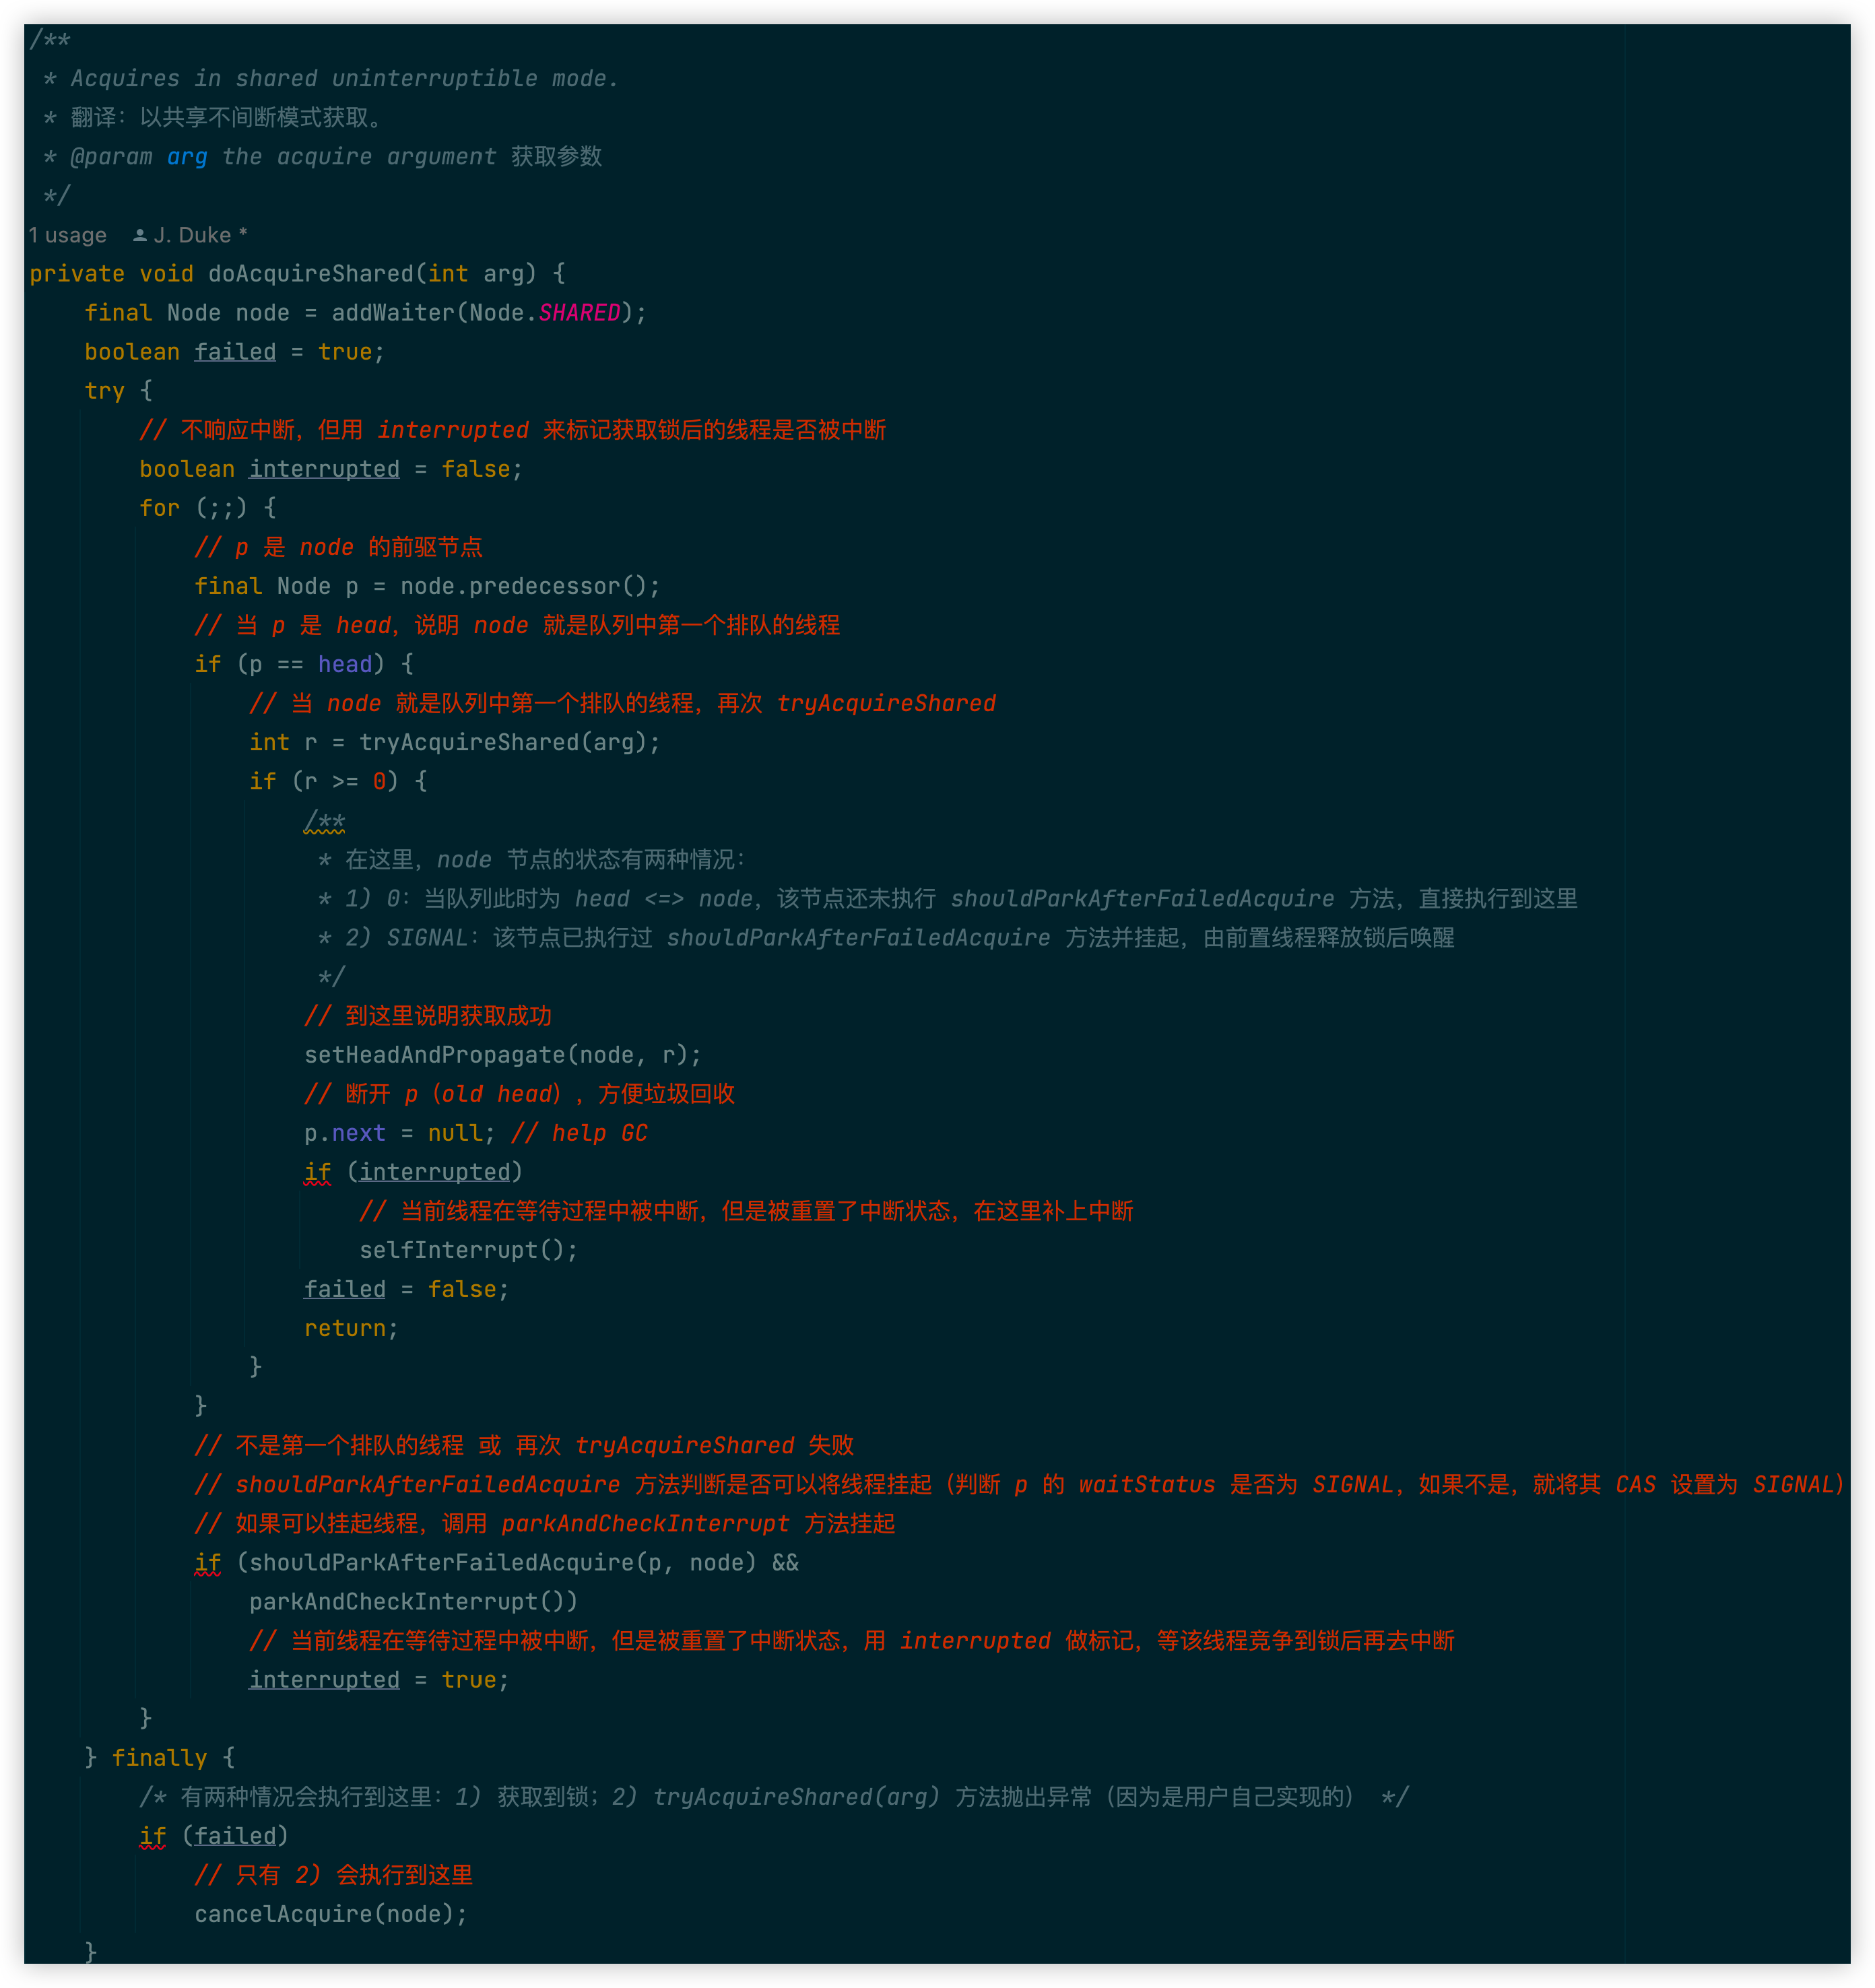 /**
 * Acquires in shared uninterruptible mode.
 * 翻译：以共享不间断模式获取。
 * @param arg the acquire argument 获取参数
 */
1 usage J. Duke *
private void doAcquireShared(int arg) {
    final Node node = addWaiter(Node.SHARED);
    boolean failed = true;
    try {
        // 不响应中断，但用 interrupted 来标记获取锁后的线程是否被中断
        boolean interrupted = false;
        for (;;) {
            // p 是 node 的前驱节点
            final Node p = node.predecessor();
            // 当 p 是 head，说明 node 就是队列中第一个排队的线程
            if (p == head) {
                // 当 node 就是队列中第一个排队的线程，再次 tryAcquireShared
                int r = tryAcquireShared(arg);
                if (r >= 0) {
                    /**
                     * 在这里，node 节点的状态有两种情况：
                     * 1) 0：当队列此时为 head <=> node，该节点还未执行 shouldParkAfterFailedAcquire 方法，直接执行到这里
                     * 2) SIGNAL：该节点已执行过 shouldParkAfterFailedAcquire 方法并挂起，由前置线程释放锁后唤醒
                     */
                    // 到这里说明获取成功
                    setHeadAndPropagate(node, r);
                    // 断开 p（old head），方便垃圾回收
                    p.next = null; // help GC
                    if (interrupted)
                        // 当前线程在等待过程中被中断，但是被重置了中断状态，在这里补上中断
                        selfInterrupt();
                    failed = false;
                    return;
                }
            }
            // 不是第一个排队的线程 或 再次 tryAcquireShared 失败
            // shouldParkAfterFailedAcquire 方法判断是否可以将线程挂起（判断 p 的 waitStatus 是否为 SIGNAL，如果不是，就将其 CAS 设置为 SIGNAL）
            // 如果可以挂起线程，调用 parkAndCheckInterrupt 方法挂起
            if (shouldParkAfterFailedAcquire(p, node) &&
                parkAndCheckInterrupt())
                // 当前线程在等待过程中被中断，但是被重置了中断状态，用 interrupted 做标记，等该线程竞争到锁后再去中断
                interrupted = true;
        }
    } finally {
        /* 有两种情况会执行到这里：1) 获取到锁；2) tryAcquireShared(arg) 方法抛出异常（因为是用户自己实现的） */
        if (failed)
            // 只有 2) 会执行到这里
            cancelAcquire(node);
    }